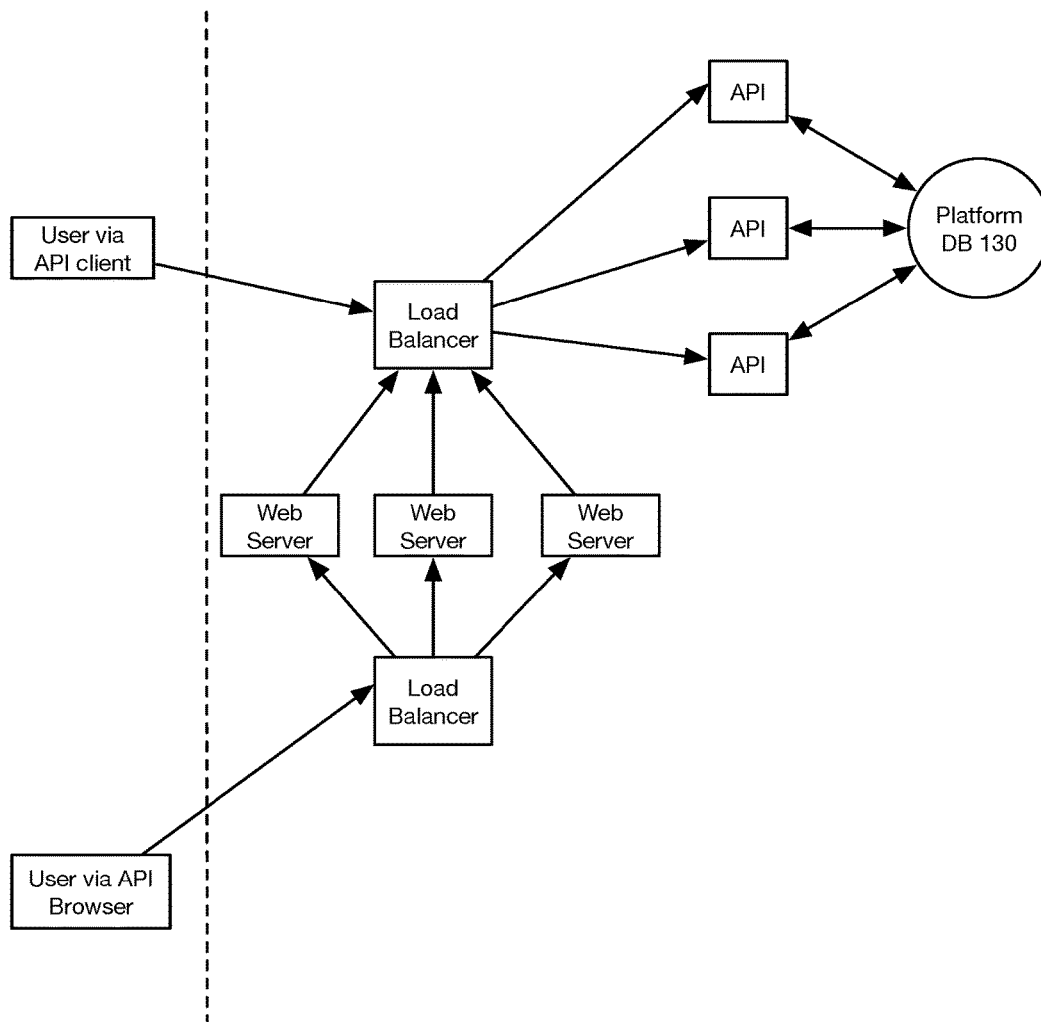 API
User via
API client
API
Platform
DB 130
Load
Balancer
API
Web
Server
Web
Server
Web
Server
Load
Balancer
User via API
Browser